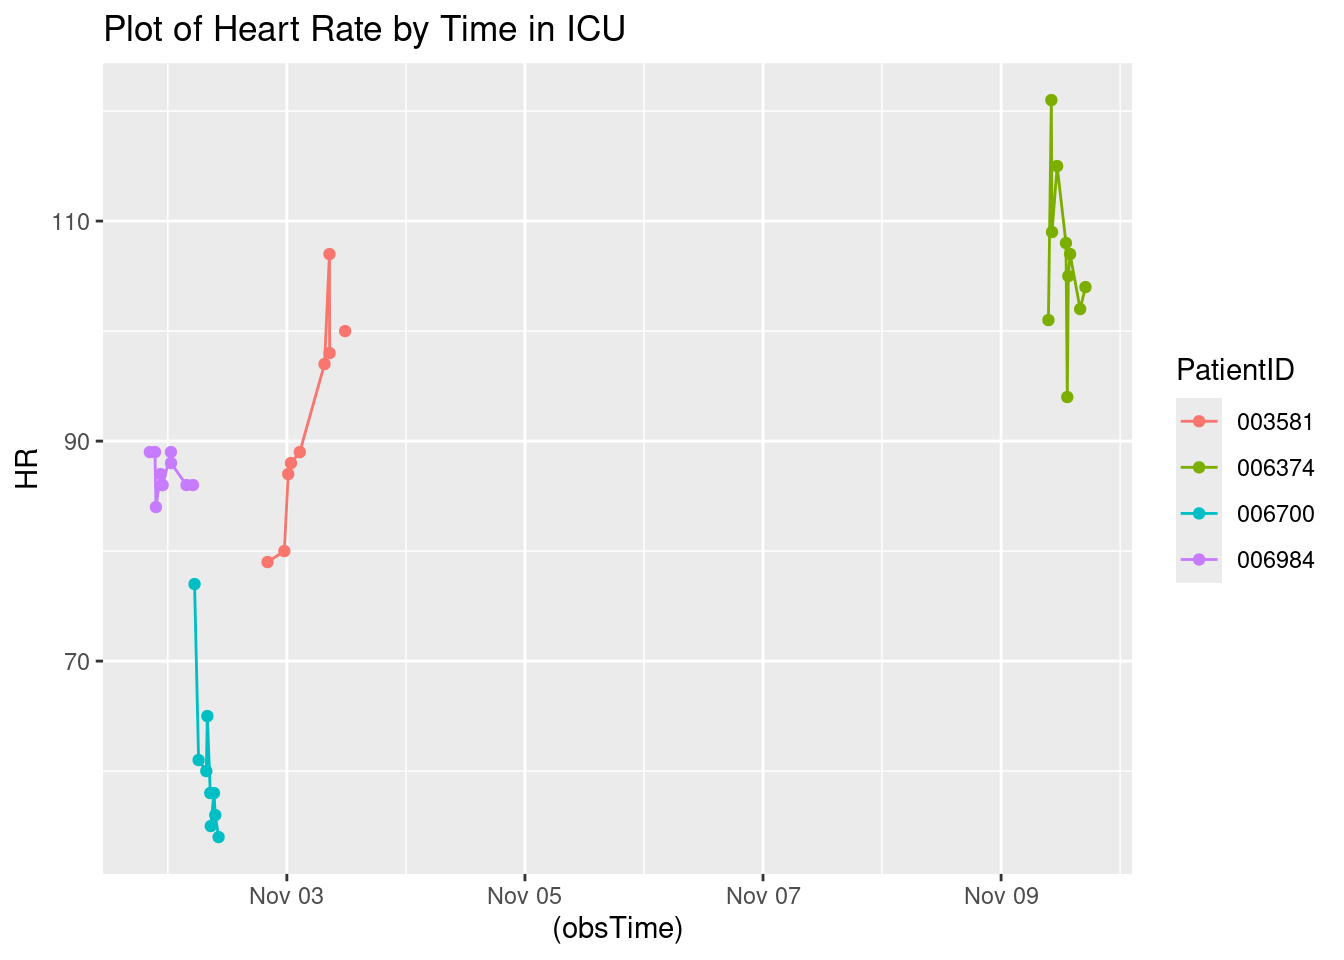 Plot of Heart Rate by Time in ICU
HR
110
90
70
Nov 03
Nov 05
Nov 07
Nov 09
(obsTime)
PatientID
003581
006374
006700
006984